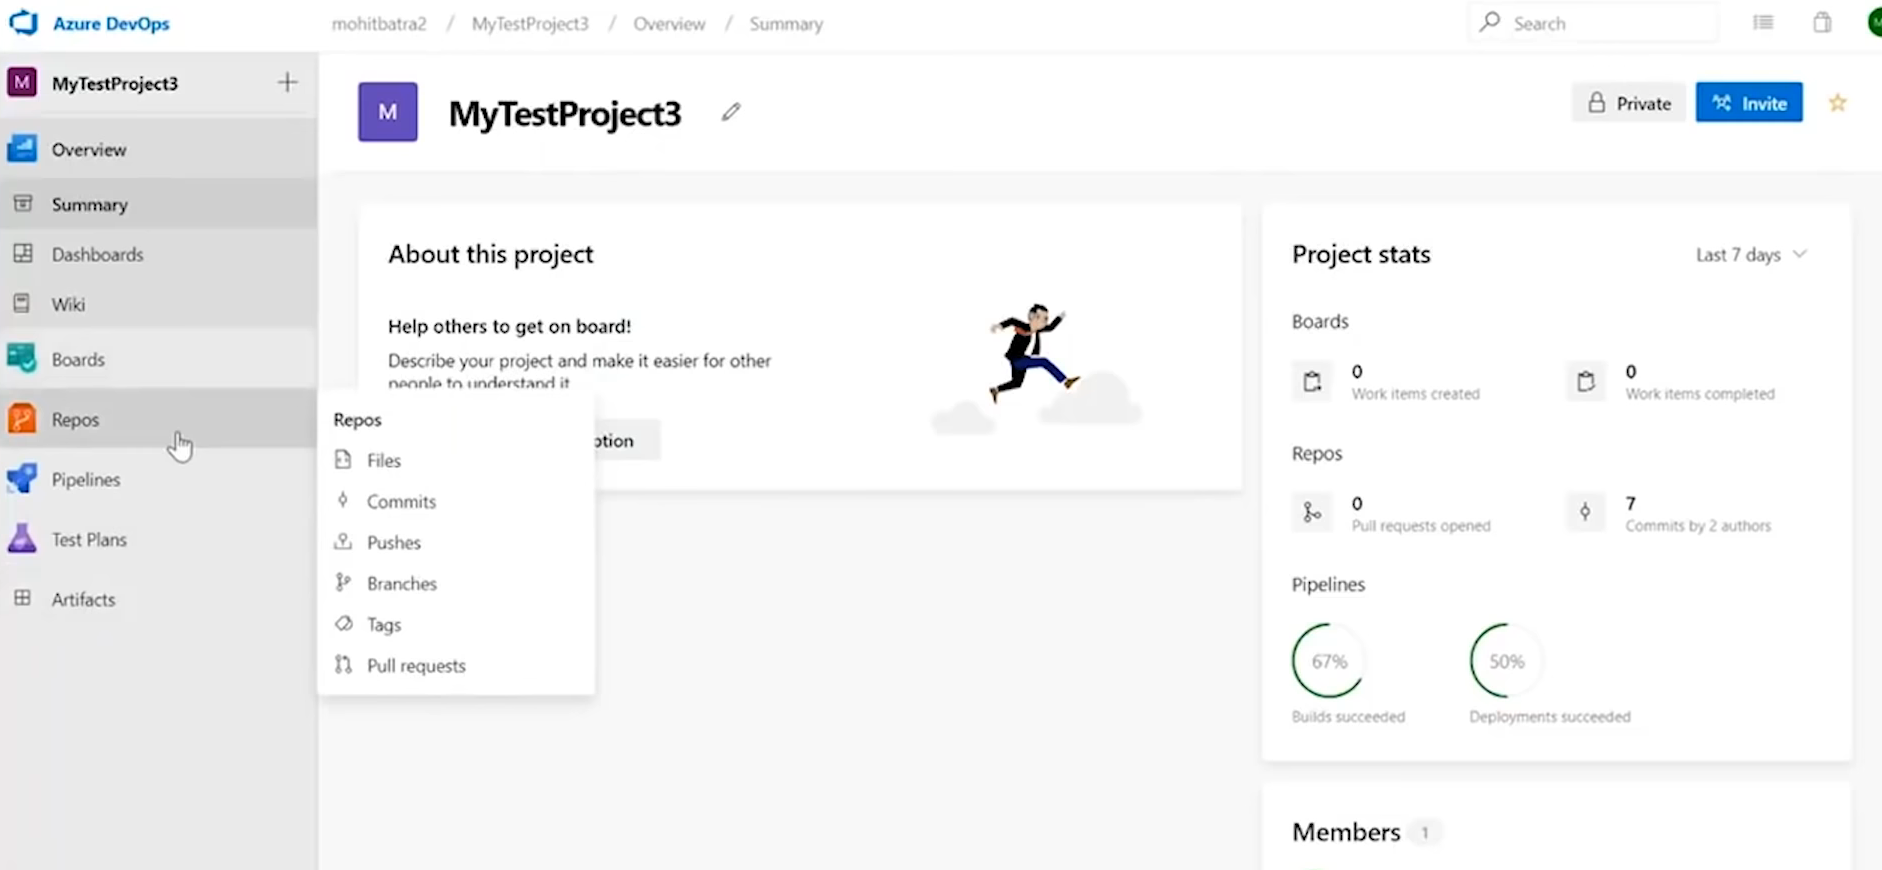 Azure DevOps
mohitbatra2 / MyTestProject3 / Overview / Summary
Search
M
M MyTestProject3 +
Overview
Summary
Dashboards
Wiki
Boards
Repos
Pipelines
Test Plans
Artifacts
M MyTestProject3
Private
Invite
About this project
Help others to get on board!
Describe your project and make it easier for other
people to understand it
ption
Repos
Files
Commits
Pushes
Branches
Tags
Pull requests
Project stats
Last 7 days
Boards
0
Work items created
0
Work items completed
Repos
0
Pull requests opened
7
Commits by 2 authors
Pipelines
67%
Builds succeeded
50%
Deployments succeeded
Members 1